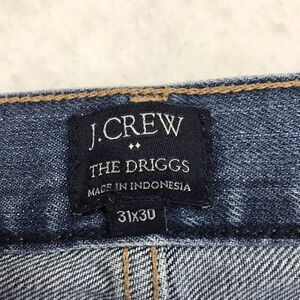 J.CREW
THE DRIGGS
MADE IN INDONESIA
31X30